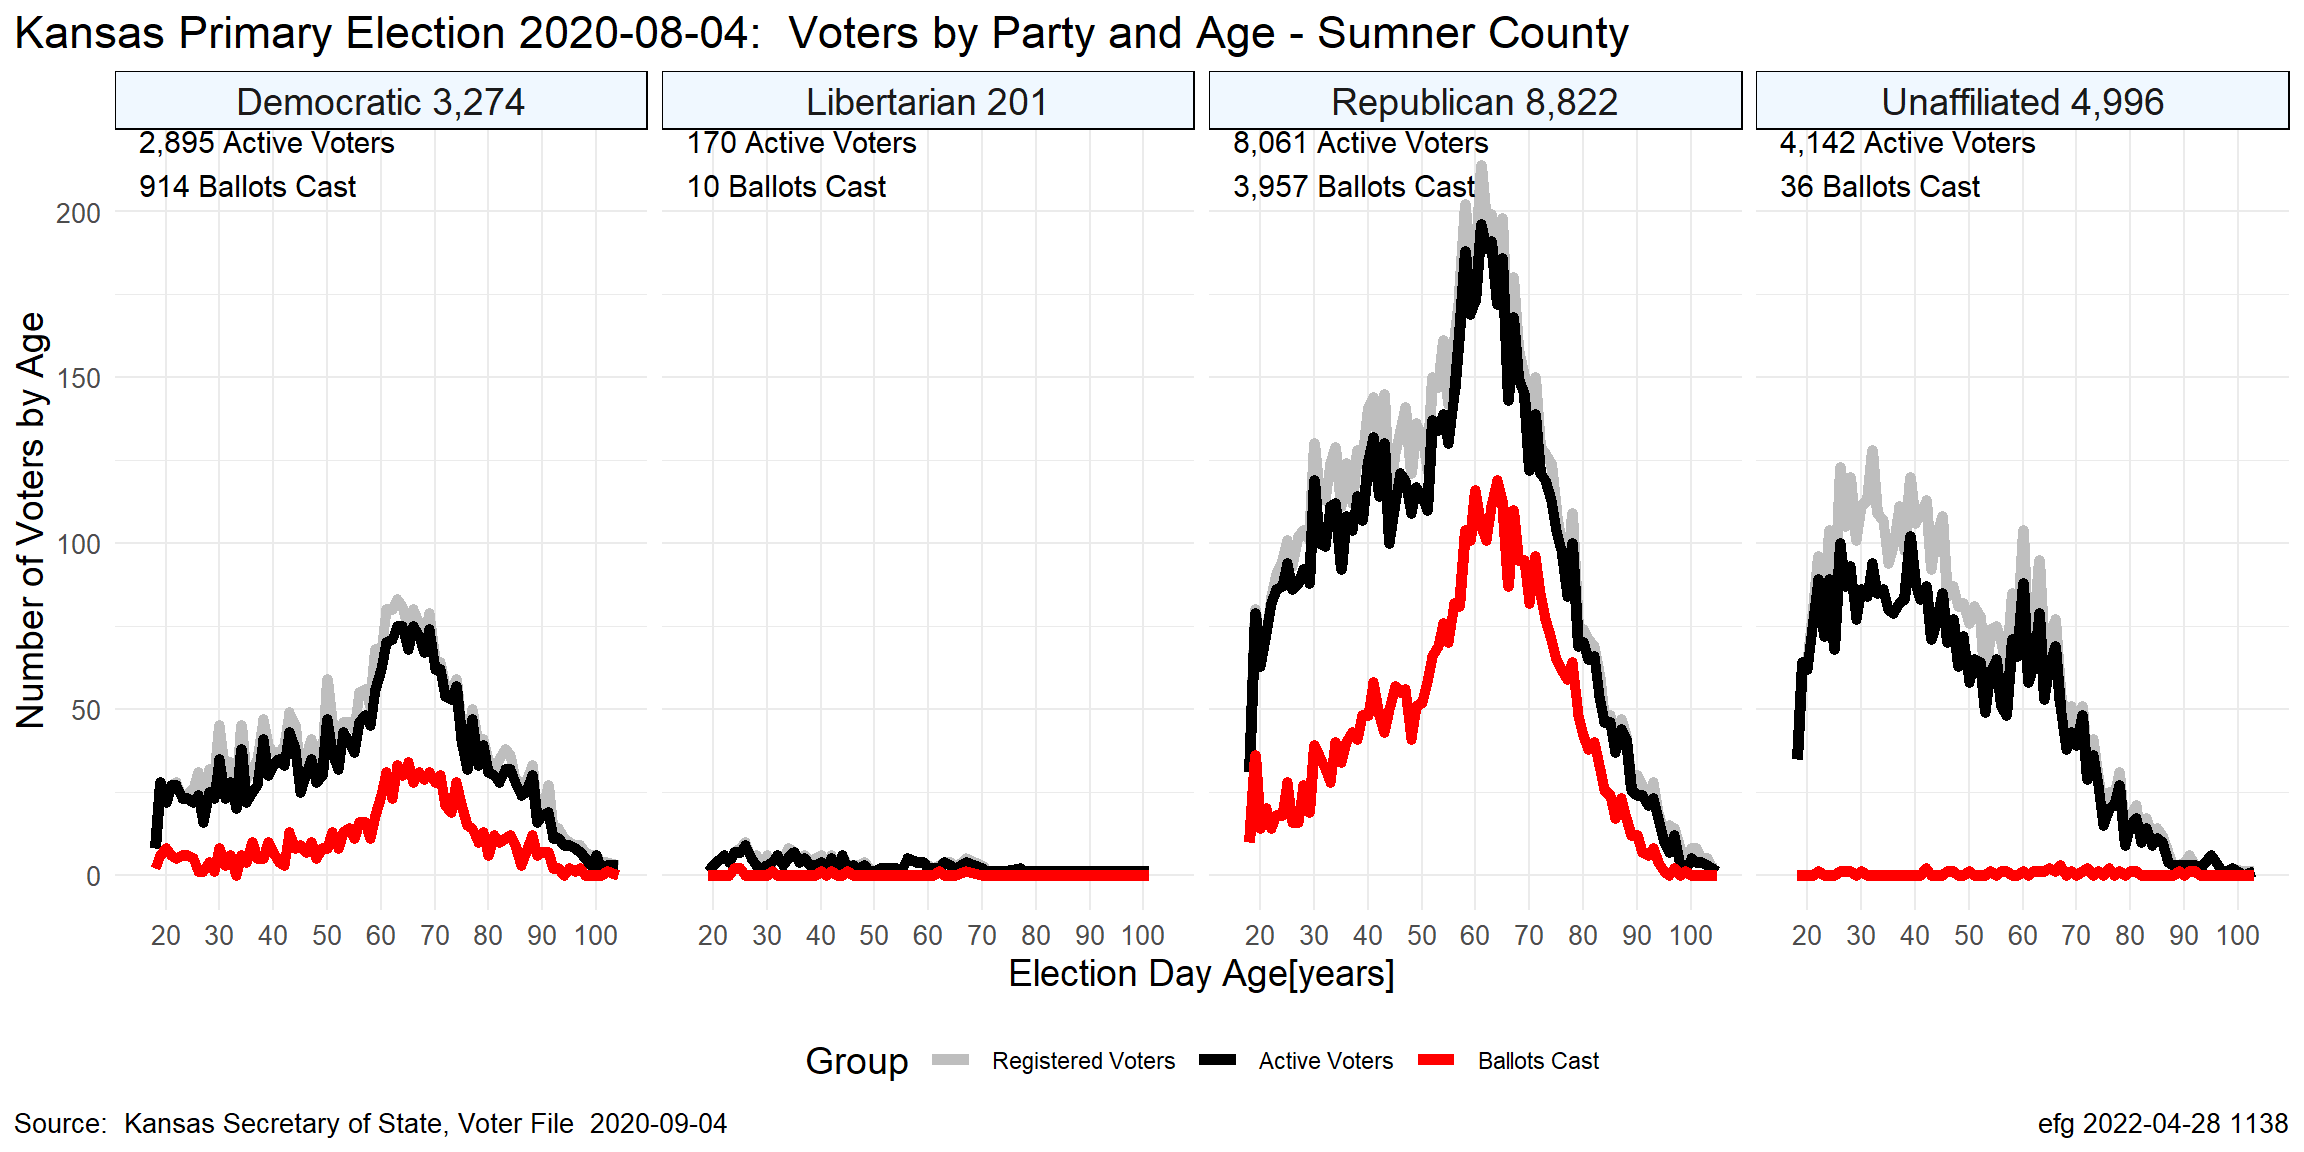 Kansas Primary Election 2020-08-04:  Voters by Party and Age - Sumner County
Democratic 3,274
Libertarian 201
Republican 8,822
Unaffiliated 4,996
2,895 Active Voters
914 Ballots Cast
170 Active Voters
10 Ballots Cast
8,061 Active Voters
3,957 Ballots Cast
4,142 Active Voters
36 Ballots Cast
Number of Voters by Age
200
150
100
50
0
20 30 40 50 60 70 80 90 100
20 30 40 50 60 70 80 90 100
20 30 40 50 60 70 80 90 100
20 30 40 50 60 70 80 90 100
Election Day Age[years]
Group Registered Voters Active Voters Ballots Cast
Source:  Kansas Secretary of State, Voter File  2020-09-04
efg 2022-04-28 1138